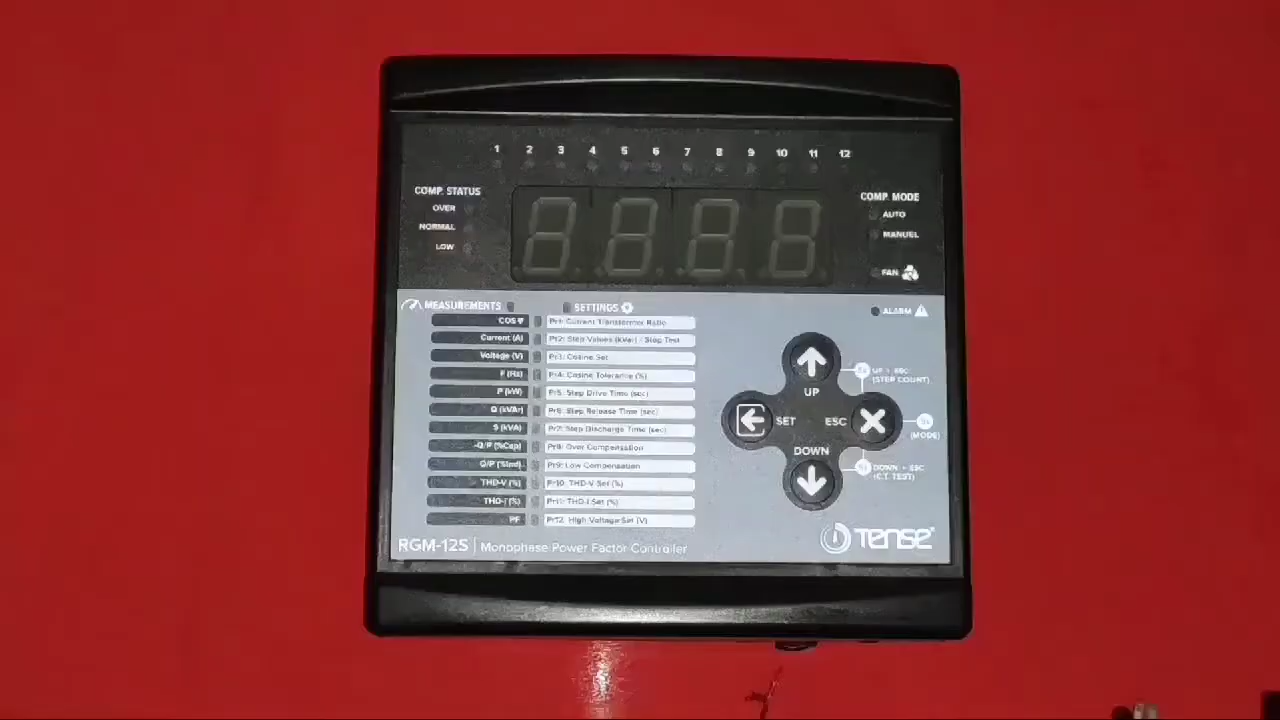 1 2 3 4 5 6 7 8 9 10 11 12
COMP. STATUS
OVER
NORMAL
LOW
COMP. MODE
AUTO
MANUEL
FAN
MEASUREMENTS
SETTINGS
ALARM
COS
Current (A)
Voltage (V)
F (Hz)
P (kW)
Q (kVAr)
S (kVA)
-Q/P (%Cap)
Q/P (%Ind)
THD-V (%)
THD-I (%)
PF
Pr1: Current Transformer Ratio
Pr2: Step Values (kVar) / Step Test
Pr3: Cosine Set
Pr4: Cosine Tolerance (%)
Pr5: Step Drive Time (sec)
Pr6: Step Release Time (sec)
Pr7: Step Discharge Time (sec)
Pr8: Over Compensation
Pr9: Low Compensation
Pr10: THD-V Set (%)
Pr11: THD-I Set (%)
Pr12: High Voltage Set (V)
UP
SET
ESC
DOWN
UP + ESC
(STEP COUNT)
(MODE)
DOWN + ESC
(C.T. TEST)
RGM-12S | Monophase Power Factor Controller
TENSE